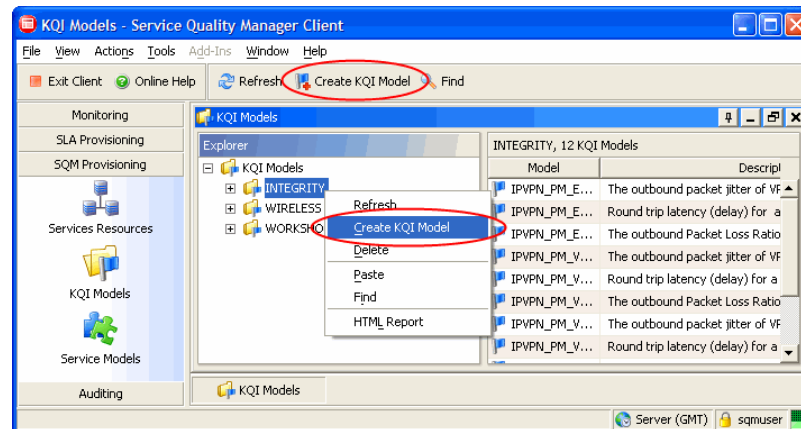 KQI Models - Service Quality Manager Client
File View Actions Tools Add-Ins Window Help
Exit Client Online Help Refresh Create KQI Model Find
Monitoring
SLA Provisioning
SQM Provisioning
Services Resources
KQI Models
Service Models
Auditing
KQI Models
Explorer
KQI Models
INTEGRITY
WIRELESS
WORKSHO
Refresh
Create KQI Model
Delete
Paste
Find
HTML Report
INTEGRITY, 12 KQI Models
Model Descript
IPVPN_PM_E... The outbound packet jitter of VP
IPVPN_PM_E... Round trip latency (delay) for a
IPVPN_PM_E... The outbound Packet Loss Ratio
IPVPN_PM_V... The outbound packet jitter of VP
IPVPN_PM_V... Round trip latency (delay) for a
IPVPN_PM_V... The outbound Packet Loss Ratio
IPVPN_PM_V... The outbound packet jitter of VP
IPVPN_PM_V... Round trip latency (delay) for a
KQI Models
Server (GMT) sqmuser